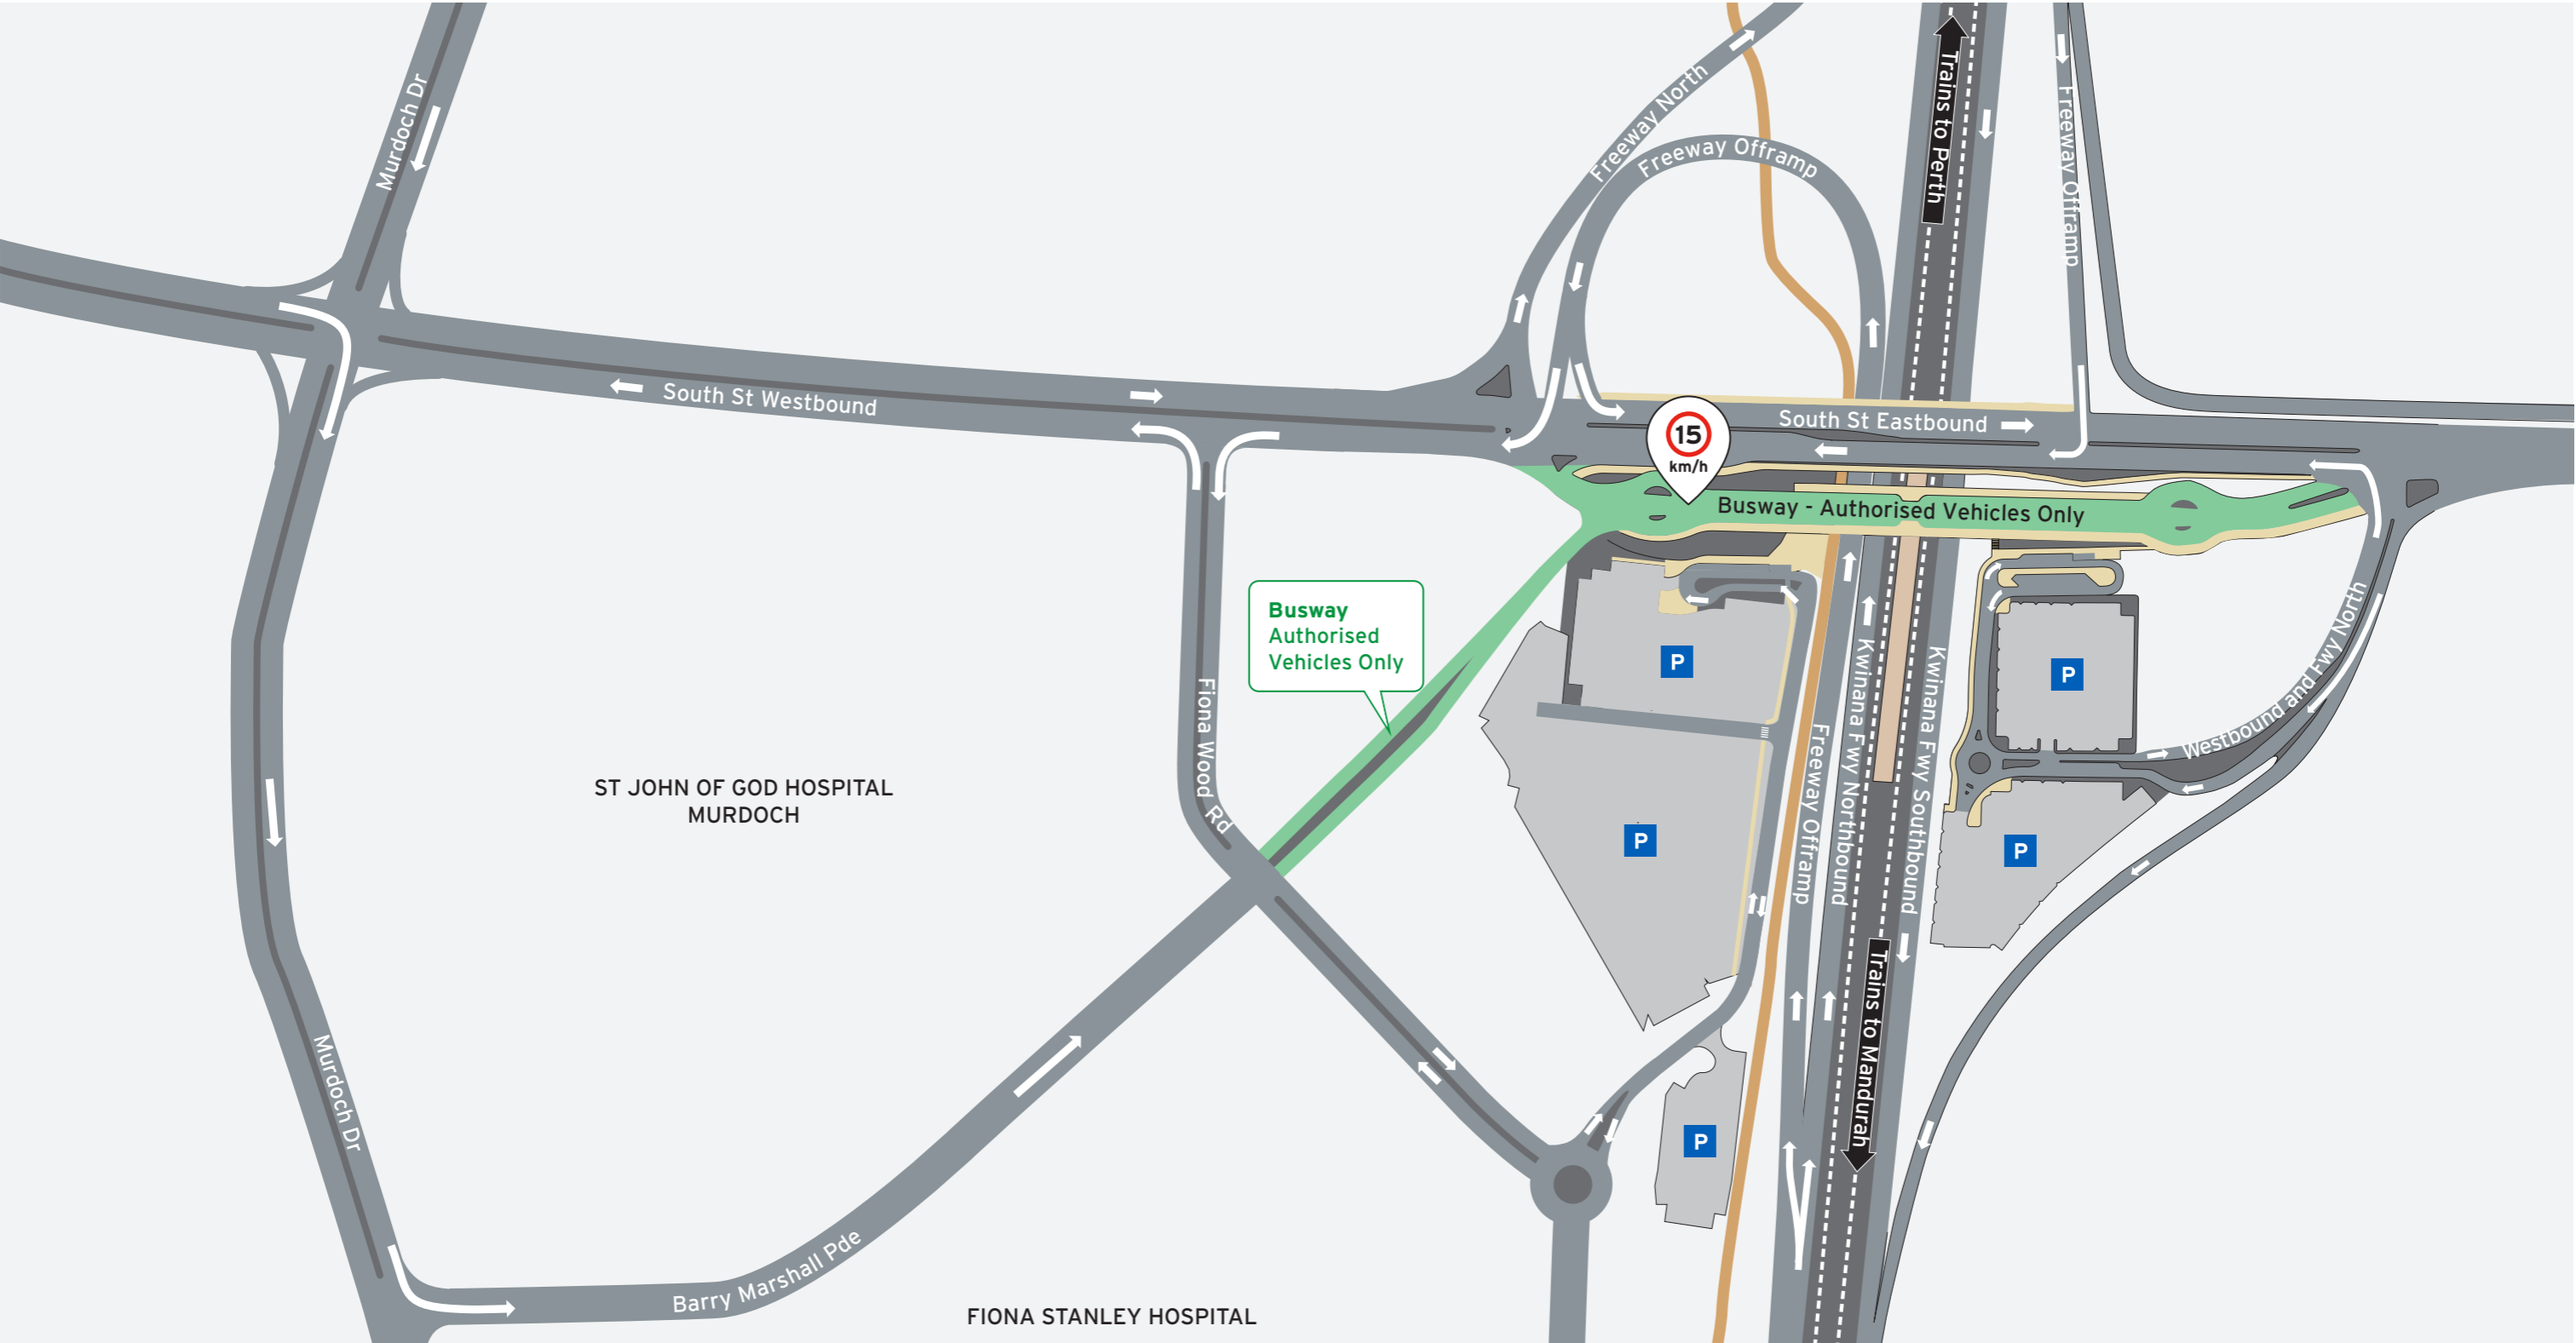 Murdoch Dr
Freeway North
Freeway Offramp
Trains to Perth
Freeway Offramp
South St Westbound
South St Eastbound
15
km/h
Busway - Authorised Vehicles Only
Busway
Authorised
Vehicles Only
Fiona Wood Rd
P
P
Westbound and Fwy North
Kwinana Fwy Northbound
Kwinana Fwy Southbound
Freeway Offramp
ST JOHN OF GOD HOSPITAL
MURDOCH
P
P
Trains to Mandurah
Murdoch Dr
P
Barry Marshall Pde
FIONA STANLEY HOSPITAL